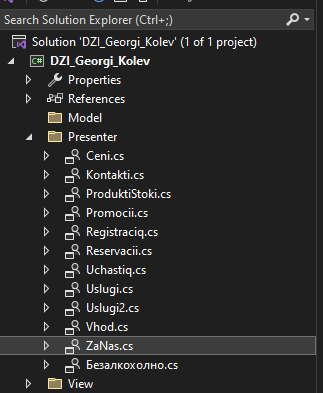 Search Solution Explorer (Ctrl+;)
Solution 'DZI_Georgi_Kolev' (1 of 1 project)
C# DZI_Georgi_Kolev
Properties
References
Model
Presenter
Ceni.cs
Kontakti.cs
ProduktiStoki.cs
Promocii.cs
Registraciq.cs
Reservacii.cs
Uchastiq.cs
Uslugi.cs
Uslugi2.cs
Vhod.cs
ZaNas.cs
Безалкохолно.cs
View